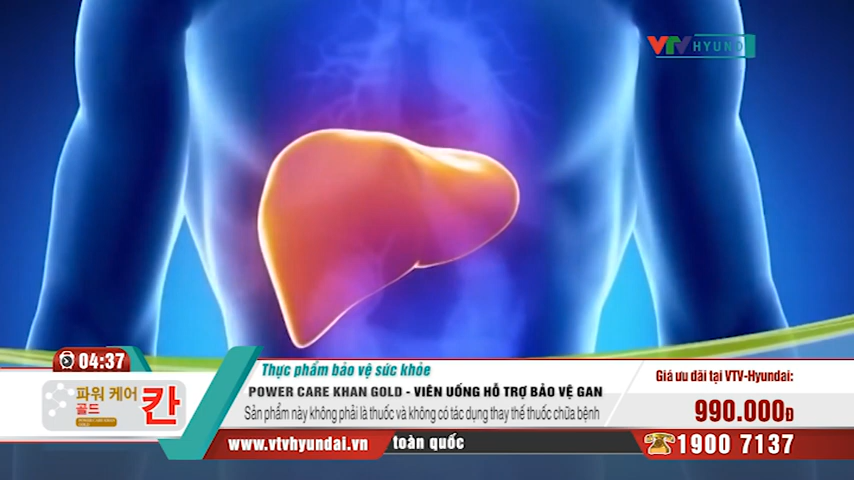 VTV HYUND
04:37
파워 케어
골드
칸
Thực phẩm bảo vệ sức khỏe
POWER CARE KHAN GOLD - VIÊN UỐNG HỖ TRỢ BẢO VỆ GAN
Sản phẩm này không phải là thuốc và không có tác dụng thay thế thuốc chữa bệnh
Giá ưu đãi tại VTV-Hyundai:
990.000Đ
www.vtvhyundai.vn
toàn quốc
1900 7137